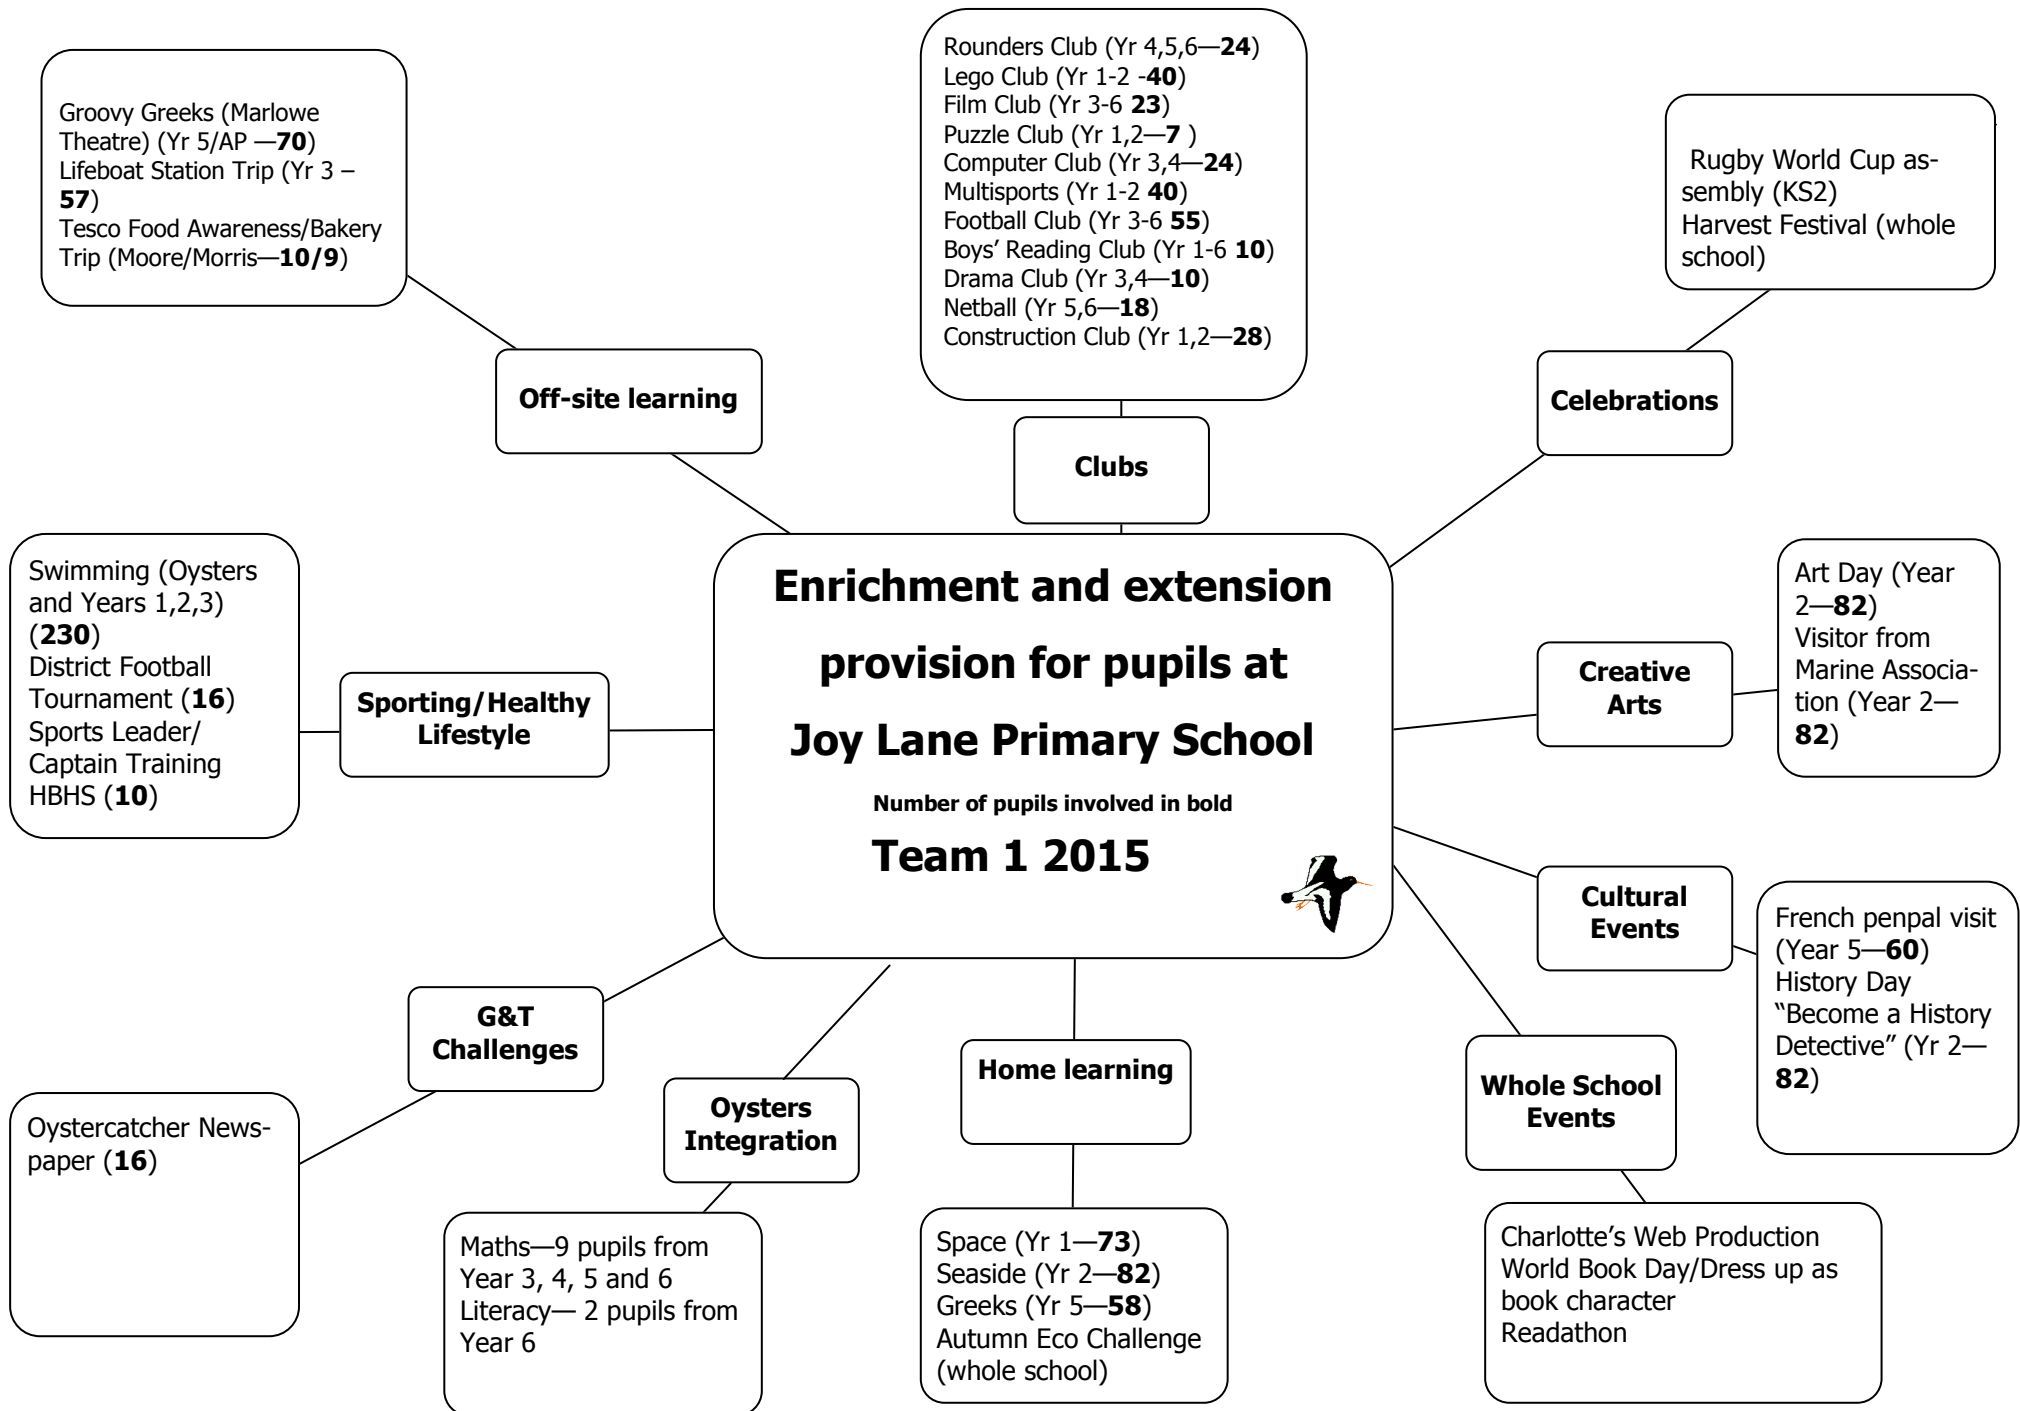 Groovy Greeks (Marlowe
Theatre) (Yr 5/AP —70)
Lifeboat Station Trip (Yr 3 –
57)
Tesco Food Awareness/Bakery
Trip (Moore/Morris—10/9)
Off-site learning
Rounders Club (Yr 4,5,6—24)
Lego Club (Yr 1-2 -40)
Film Club (Yr 3-6 23)
Puzzle Club (Yr 1,2—7 )
Computer Club (Yr 3,4—24)
Multisports (Yr 1-2 40)
Football Club (Yr 3-6 55)
Boys’ Reading Club (Yr 1-6 10)
Drama Club (Yr 3,4—10)
Netball (Yr 5,6—18)
Construction Club (Yr 1,2—28)
Clubs
Rugby World Cup as-
sembly (KS2)
Harvest Festival (whole
school)
Celebrations
Swimming (Oysters
and Years 1,2,3)
(230)
District Football
Tournament (16)
Sports Leader/
Captain Training
HBHS (10)
Sporting/Healthy
Lifestyle
Enrichment and extension
provision for pupils at
Joy Lane Primary School
Number of pupils involved in bold
Team 1 2015
Creative
Arts
Art Day (Year
2—82)
Visitor from
Marine Associa-
tion (Year 2—
82)
Cultural
Events
French penpal visit
(Year 5—60)
History Day
“Become a History
Detective” (Yr 2—
82)
G&T
Challenges
Oystercatcher News-
paper (16)
Oysters
Integration
Maths—9 pupils from
Year 3, 4, 5 and 6
Literacy— 2 pupils from
Year 6
Home learning
Space (Yr 1—73)
Seaside (Yr 2—82)
Greeks (Yr 5—58)
Autumn Eco Challenge
(whole school)
Whole School
Events
Charlotte’s Web Production
World Book Day/Dress up as
book character
Readathon